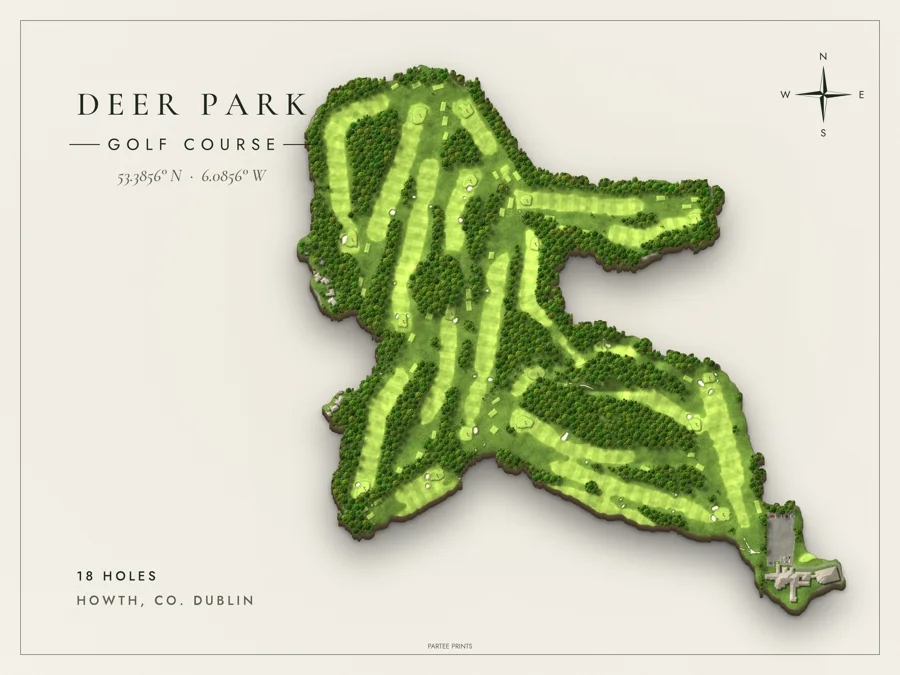 DEER PARK
GOLF COURSE
53.3856° N · 6.0856° W
N
W E
S
18 HOLES
HOWTH, CO. DUBLIN
PARTEE PRINTS